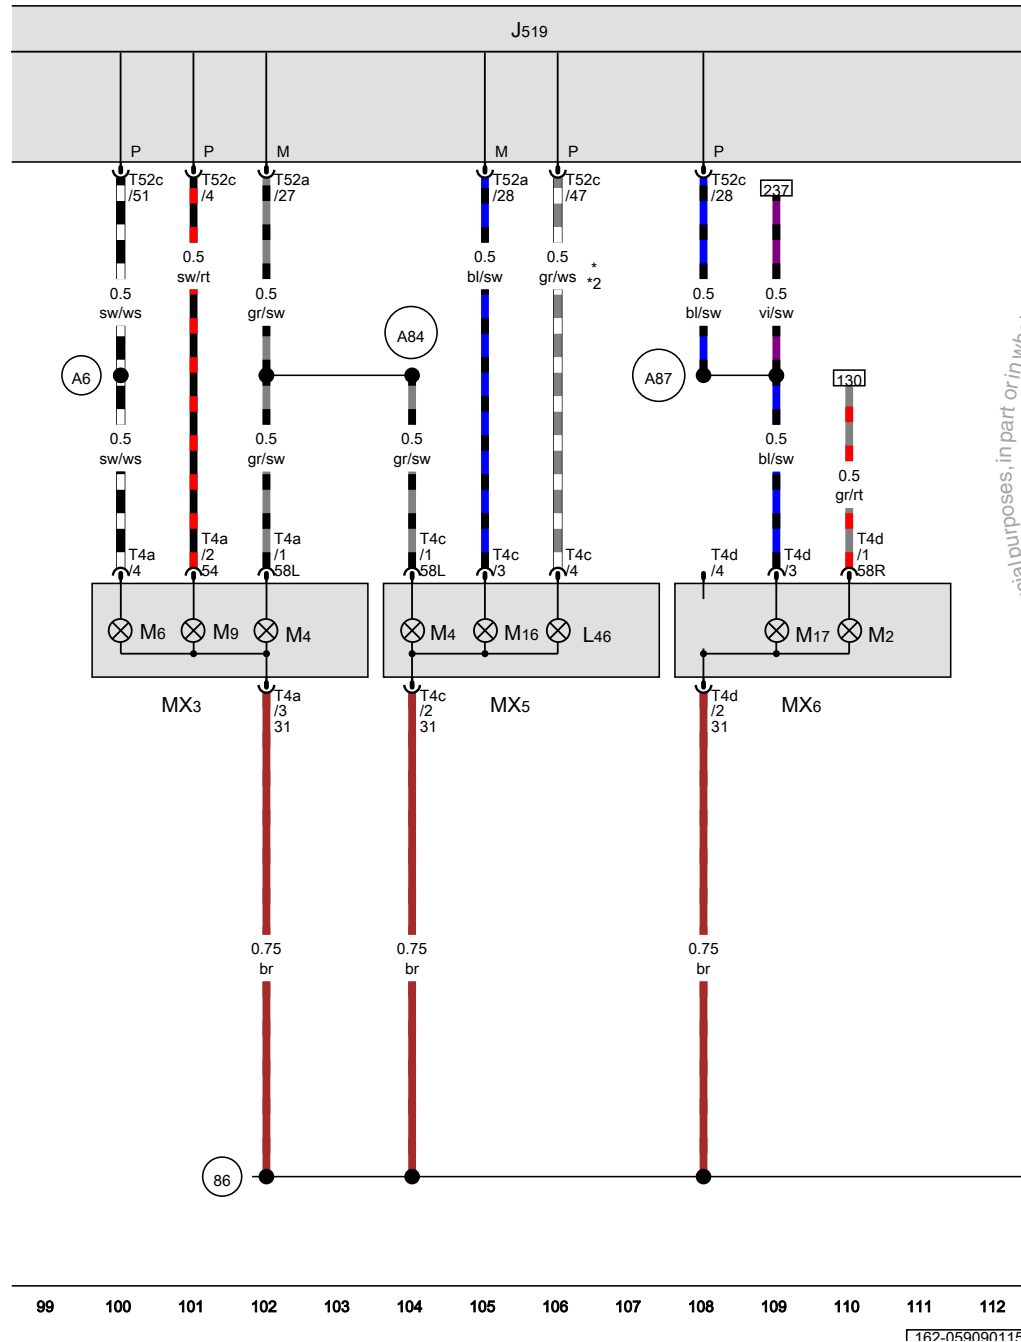 J519
P P M M P P
T52c T52c T52a T52a T52c T52c
/51 /4 /27 /28 /47 /28 237
0.5 0.5 0.5
sw/rt bl/sw gr/ws *
*2
0.5 0.5 0.5 0.5
sw/ws gr/sw bl/sw vi/sw
A84
A6 A87 130
0.5 0.5 0.5 0.5
sw/ws gr/sw gr/sw bl/sw
0.5
gr/rt
T4a T4a T4c T4d
/2 /1 /1 /1
T4a T4c T4c T4d T4d
/4 54 58L 58L /3 /4 /4 /3 58R
M6 M9 M4 M4 M16 L46 M17 M2
MX3 MX5 MX6
T4a T4c T4d
/3 /2 /2
31 31 31
0.75 0.75 0.75
br br br
86
99 100 101 102 103 104 105 106 107 108 109 110 111 112
162-059090115
purposes, in part or in